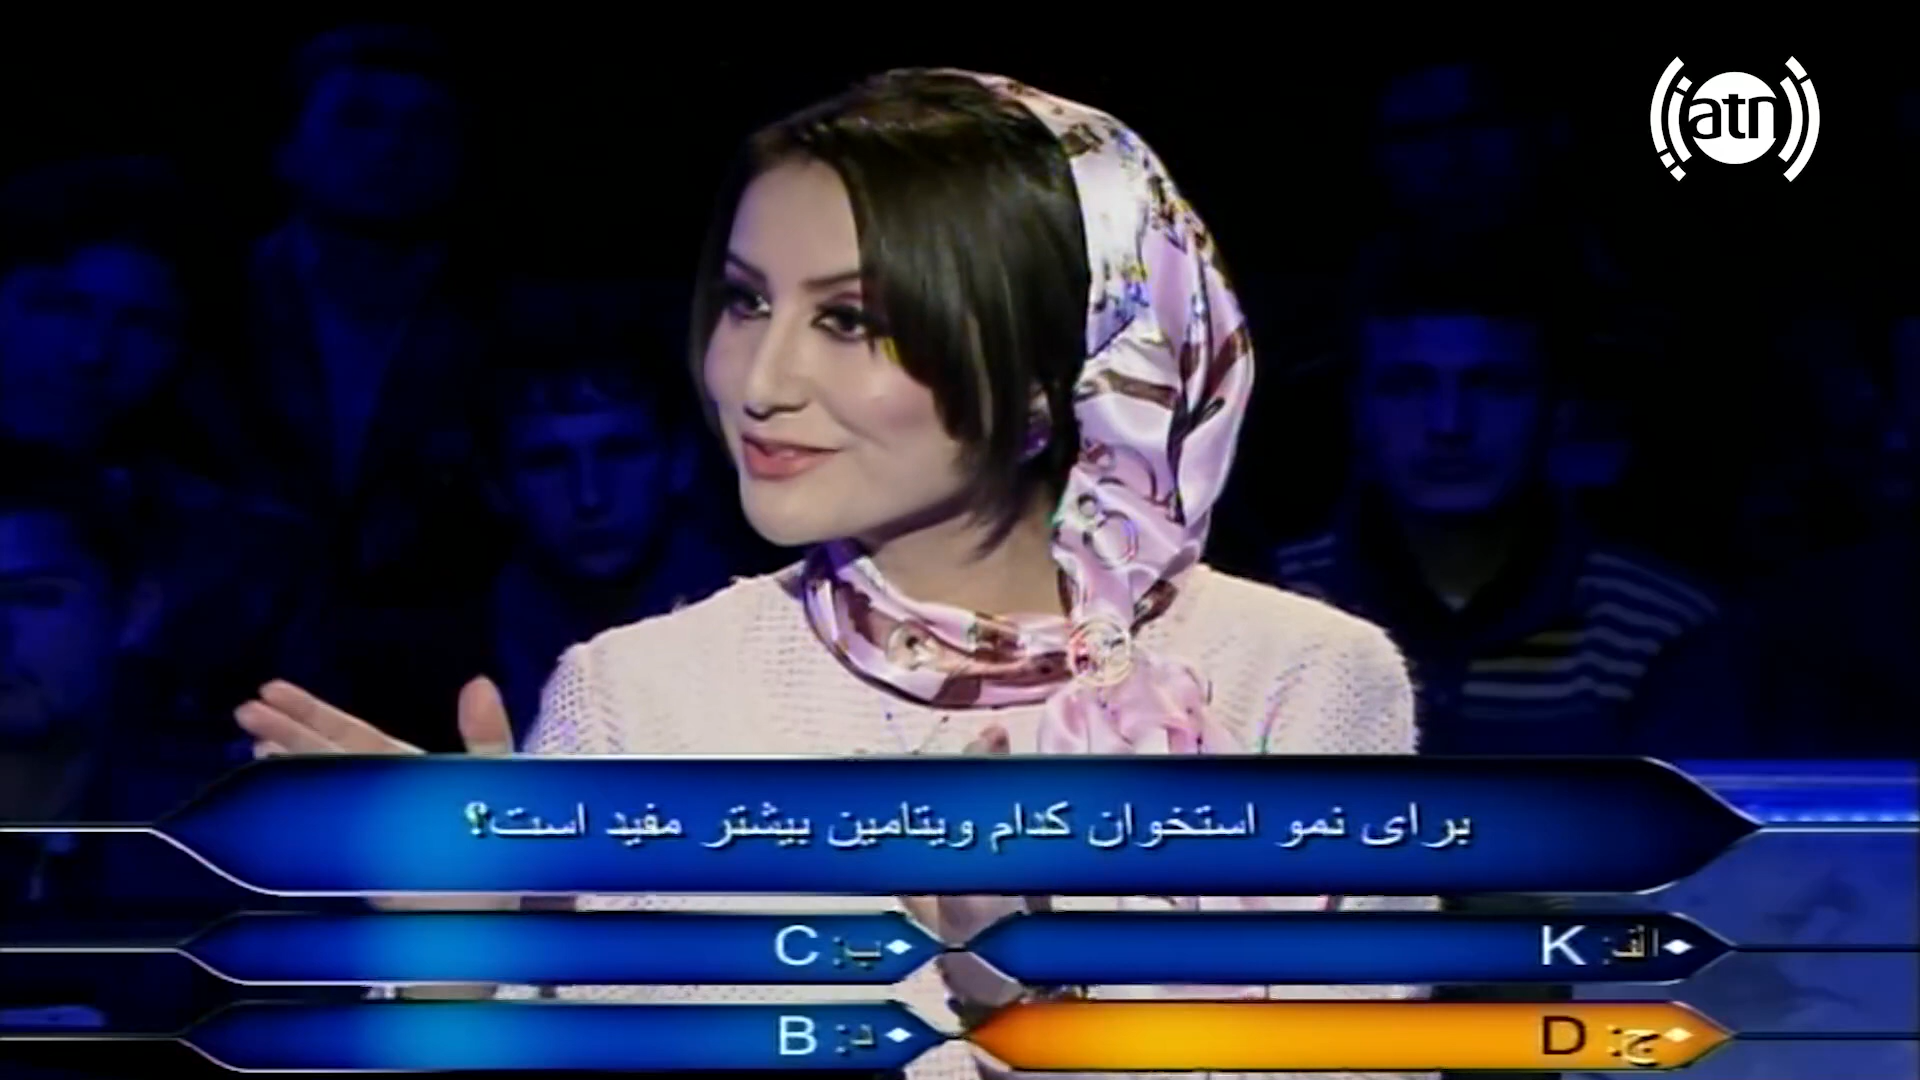 atn
برای نمو استخوان کدام ویتامین بیشتر مفید است؟
الف: K
ب: C
ج: D
د: B